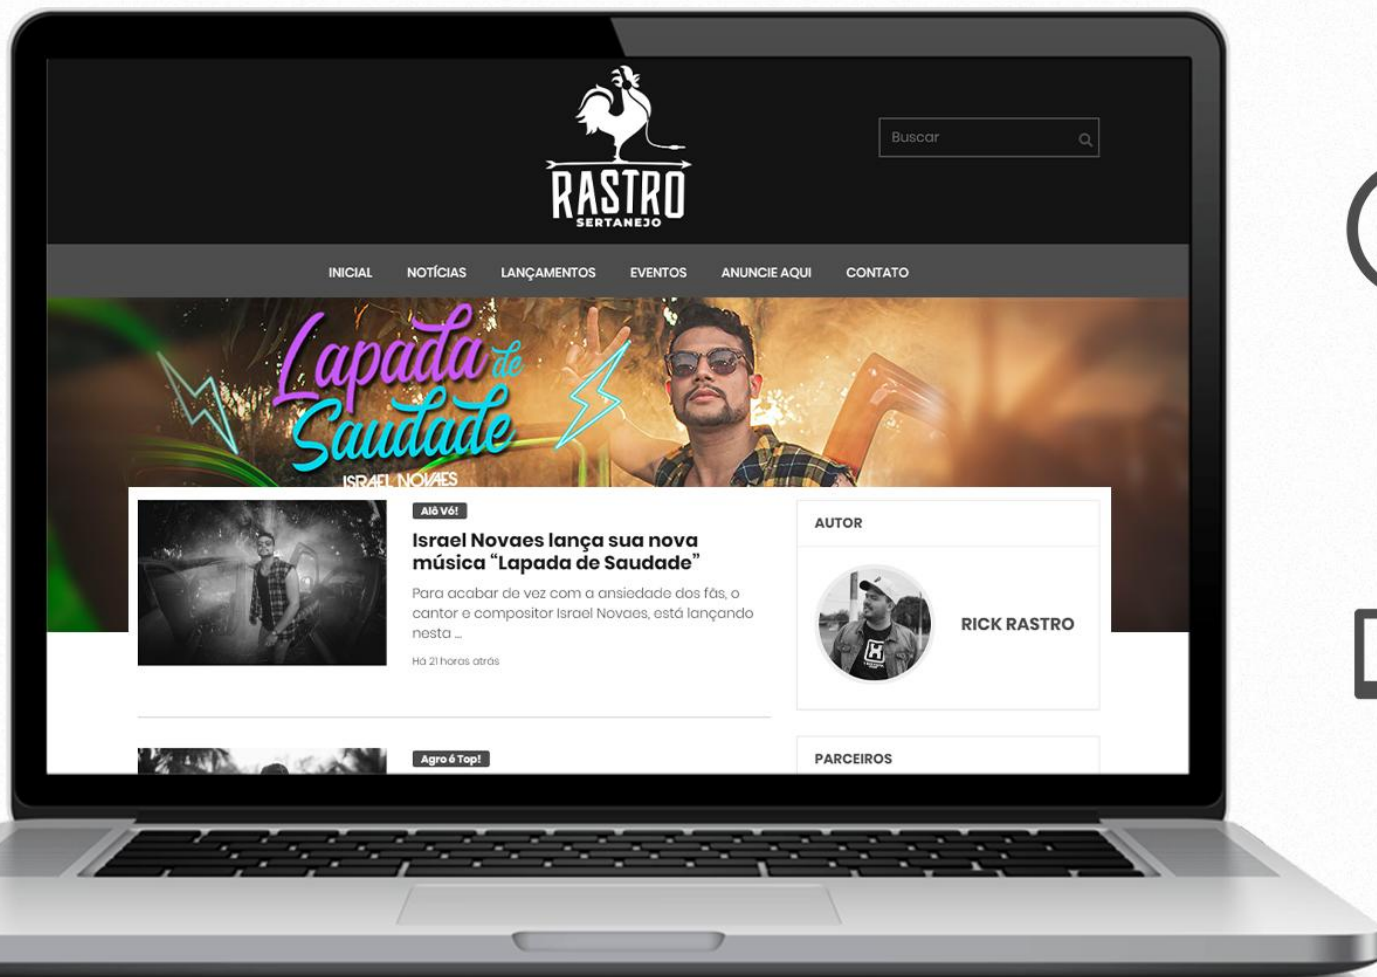 RASTRO
SERTANEJO
Buscar
INICIAL NOTÍCIAS LANÇAMENTOS EVENTOS ANUNCIE AQUI CONTATO
Lapada de
Saudade
ISRAEL NOVAES
Alô Vó!
Israel Novaes lança sua nova
música “Lapada de Saudade”
Para acabar de vez com a ansiedade dos fãs, o
cantor e compositor Israel Novaes, está lançando
nesta ...
Há 21 horas atrás
AUTOR
RICK RASTRO
Agro é Top!
PARCEIROS